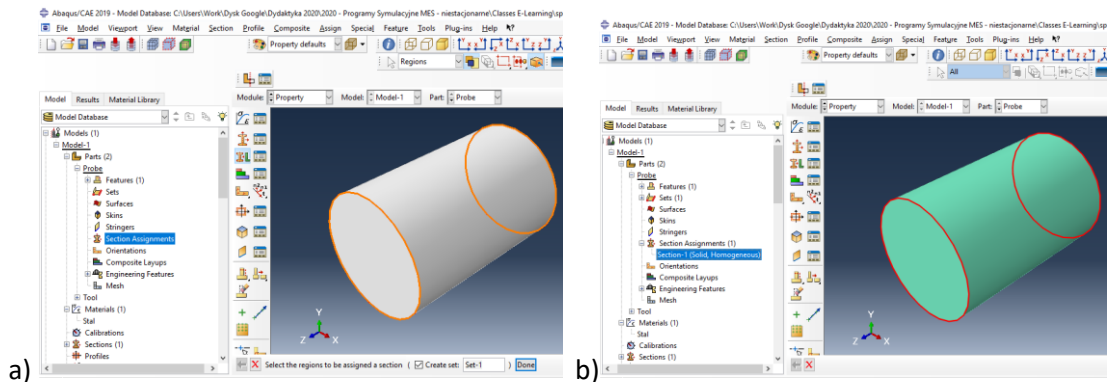 Abaqus/CAE 2019 - Model Database: C:\Users\Work\Dysk Google\Dydaktyka 2020\2020 - Programy Symulacyjne MES - niestacjonarne\Classes E-Learning\sp
File Model Viewport View Material Section Profile Composite Assign Special Feature Tools Plug-ins Help
Property defaults
Regions
Model Results Material Library
Module: Property Model: Model-1 Part: Probe
Model Database
Models (1)
Model-1
Parts (2)
Probe
Features (1)
Sets
Surfaces
Skins
Stringers
Section Assignments
Orientations
Composite Layups
Engineering Features
Mesh
Tool
Materials (1)
Stal
Calibrations
Sections (1)
Profiles
Y
Z X
Select the regions to be assigned a section ( Create set: Set-1 ) Done
a)
Abaqus/CAE 2019 - Model Database: C:\Users\Work\Dysk Google\Dydaktyka 2020\2020 - Programy Symulacyjne MES - niestacjonarne\Classes E-Learning\sp
File Model Viewport View Material Section Profile Composite Assign Special Feature Tools Plug-ins Help
Property defaults
All
Model Results Material Library
Module: Property Model: Model-1 Part: Probe
Model Database
Models (1)
Model-1
Parts (2)
Probe
Features (1)
Sets (1)
Surfaces
Skins
Stringers
Section Assignments (1)
Section-1 (Solid, Homogeneous)
Orientations
Composite Layups
Engineering Features
Mesh
Tool
Materials (1)
Stal
Calibrations
Sections (1)
Y
Z X
b)